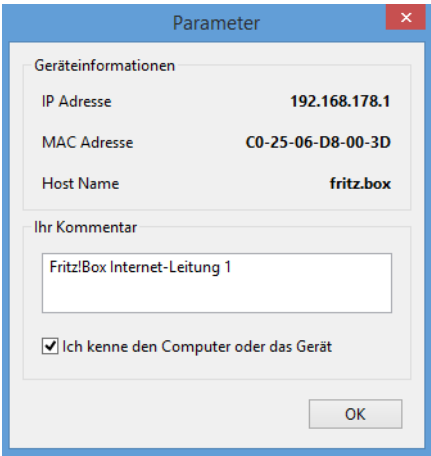 Parameter
Geräteinformationen
IP Adresse 192.168.178.1
MAC Adresse C0-25-06-D8-00-3D
Host Name fritz.box
Ihr Kommentar
Fritz!Box Internet-Leitung 1
Ich kenne den Computer oder das Gerät
OK